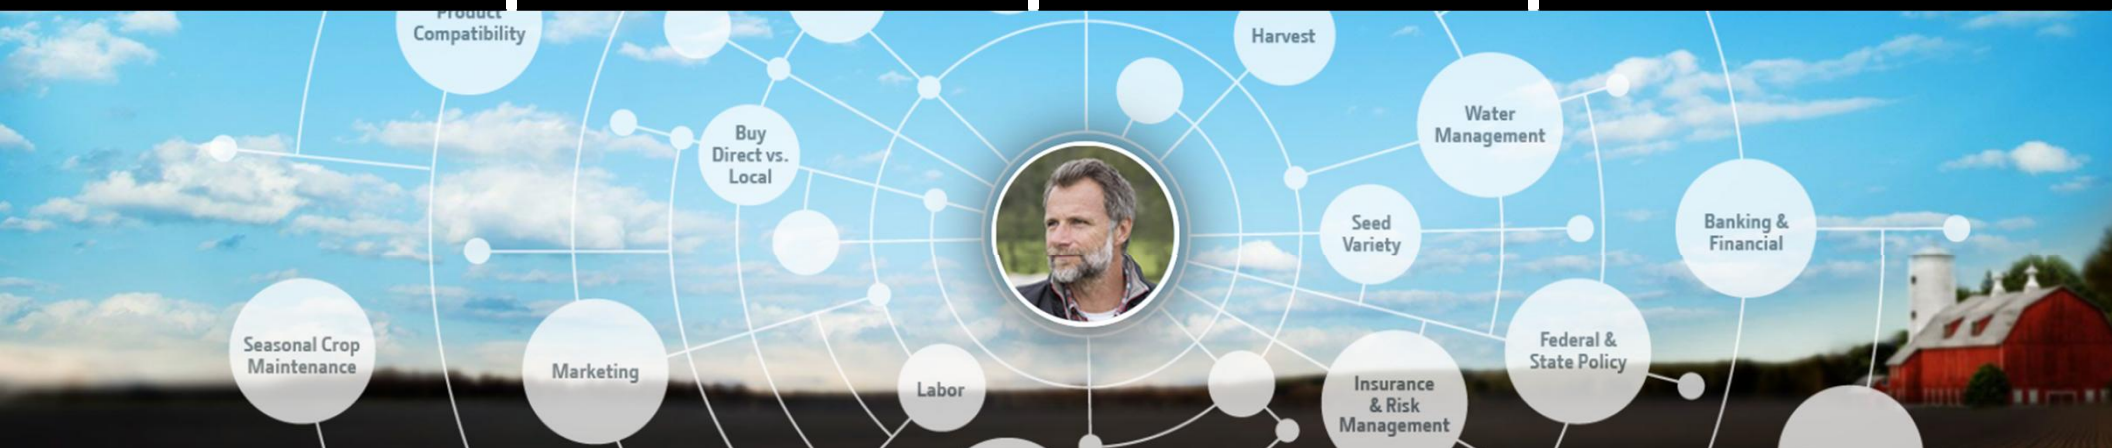 Product
Compatibility
Harvest
Water
Management
Buy
Direct vs.
Local
Seed
Variety
Banking &
Financial
Seasonal Crop
Maintenance
Marketing
Labor
Federal &
State Policy
Insurance
& Risk
Management